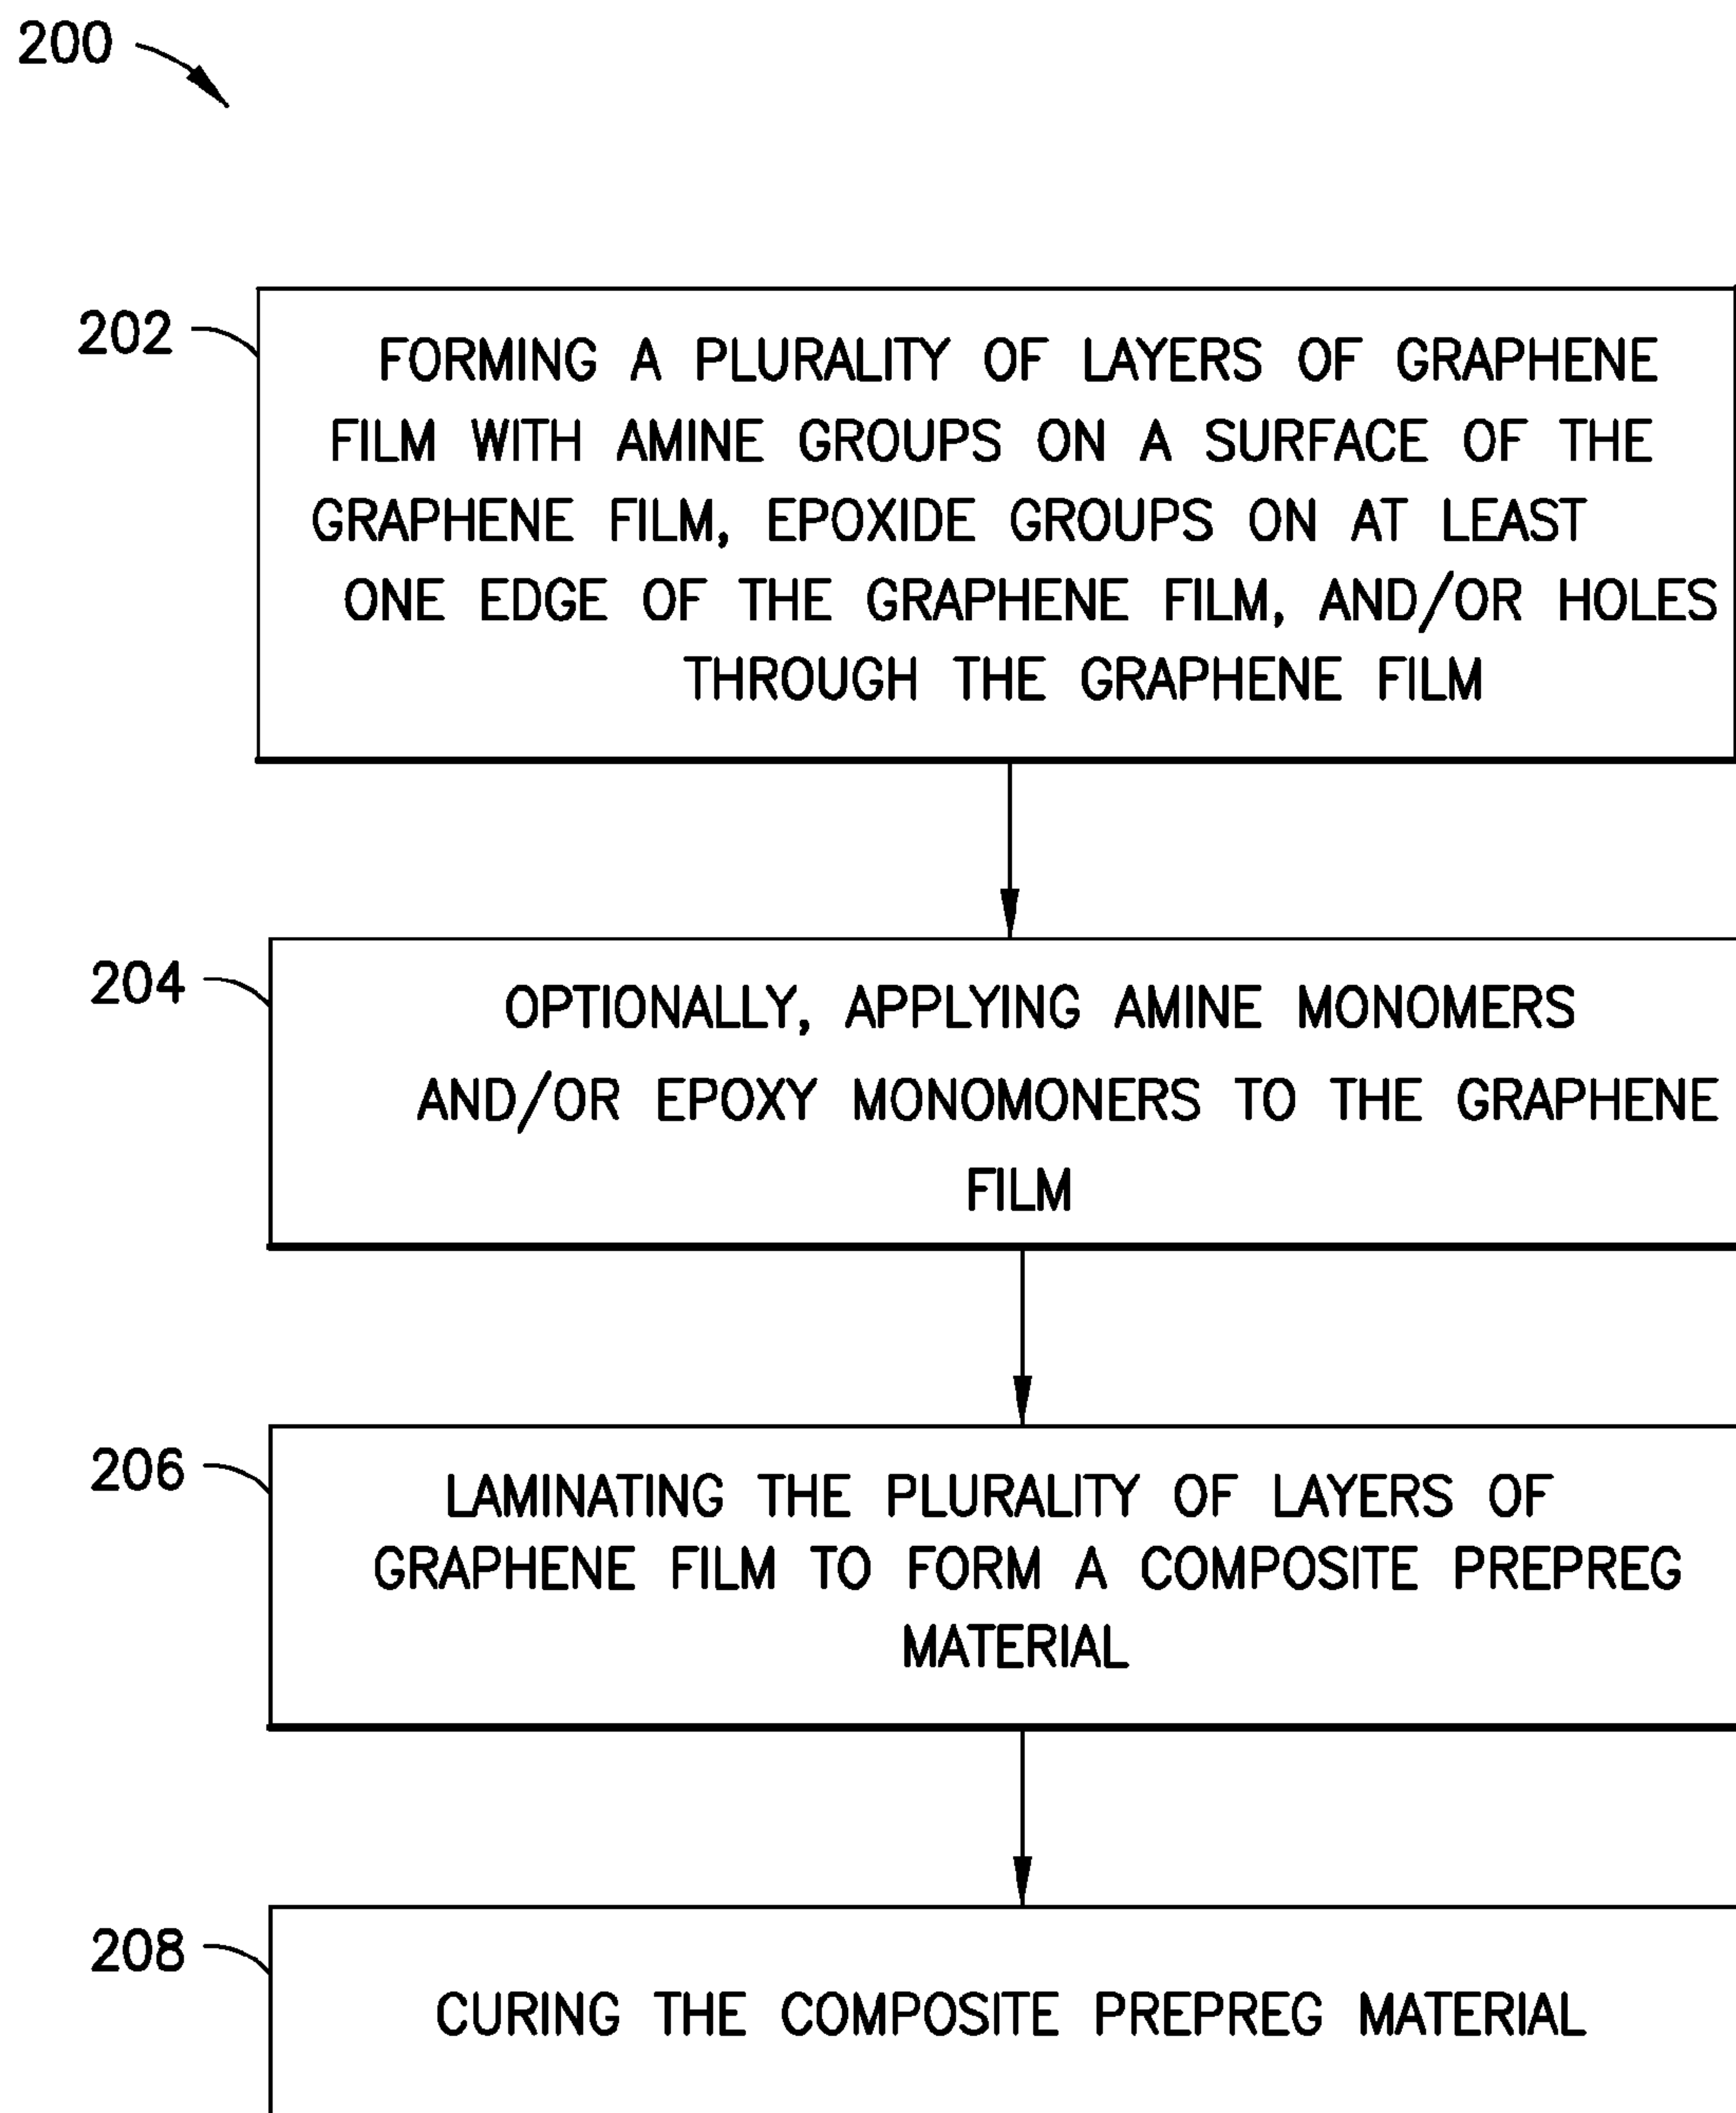 200
202
FORMING A PLURALITY OF LAYERS OF GRAPHENE
FILM WITH AMINE GROUPS ON A SURFACE OF THE
GRAPHENE FILM, EPOXIDE GROUPS ON AT LEAST
ONE EDGE OF THE GRAPHENE FILM, AND/OR HOLES
THROUGH THE GRAPHENE FILM
204
OPTIONALLY, APPLYING AMINE MONOMERS
AND/OR EPOXY MONOMONERS TO THE GRAPHENE
FILM
206
LAMINATING THE PLURALITY OF LAYERS OF
GRAPHENE FILM TO FORM A COMPOSITE PREPREG
MATERIAL
208
CURING THE COMPOSITE PREPREG MATERIAL